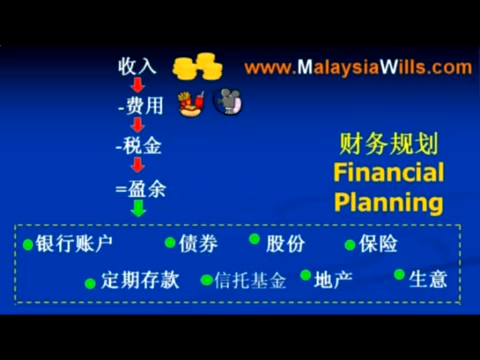 收入
www.MalaysiaWills.com
-费用
-税金
财务规划
Financial
Planning
=盈余
银行账户 债券 股份 保险
定期存款 信托基金 地产 生意